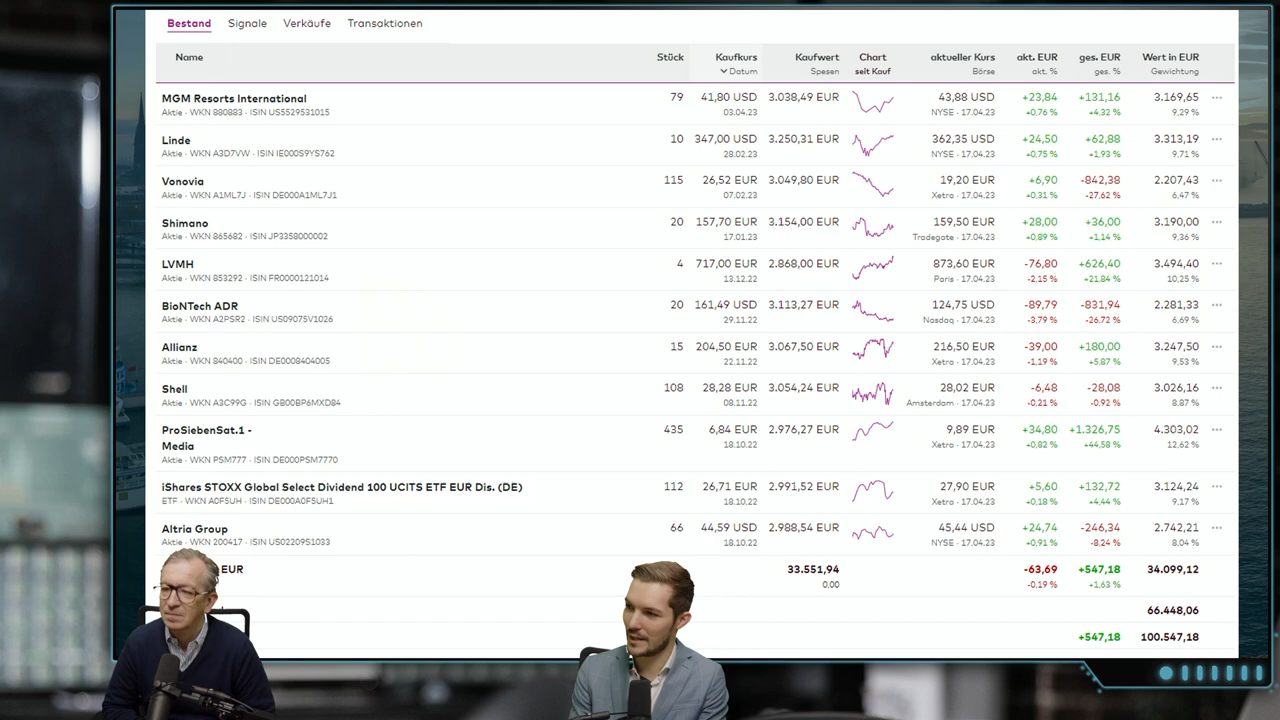 Bestand Signale Verkäufe Transaktionen
Name Stück Kaufkurs Kaufwert Chart aktueller Kurs akt. EUR ges. EUR Wert in EUR
Datum Spesen seit Kauf Börse akt. % ges. % Gewichtung
MGM Resorts International 79 41,80 USD 3.038,49 EUR 43,88 USD +23,84 +131,16 3.169,65
Aktie · WKN 880883 · ISIN US5529531015 03.04.23 NYSE · 17.04.23 +0,76 % +4,32 % 9,29 %
Linde 10 347,00 USD 3.250,31 EUR 362,35 USD +24,50 +62,88 3.313,19
Aktie · WKN A3D7VW · ISIN IE000S9YS762 28.02.23 NYSE · 17.04.23 +0,75 % +1,93 % 9,71 %
Vonovia 115 26,52 EUR 3.049,80 EUR 19,20 EUR +6,90 -842,38 2.207,43
Aktie · WKN A1ML7J · ISIN DE000A1ML7J1 07.02.23 Xetra · 17.04.23 +0,31 % -27,62 % 6,47 %
Shimano 20 157,70 EUR 3.154,00 EUR 159,50 EUR +28,00 +36,00 3.190,00
Aktie · WKN 865682 · ISIN JP3358000002 17.01.23 Tradegate · 17.04.23 +0,89 % +1,14 % 9,36 %
LVMH 4 717,00 EUR 2.868,00 EUR 873,60 EUR -76,80 +626,40 3.494,40
Aktie · WKN 853292 · ISIN FR0000121014 13.12.22 Paris · 17.04.23 -2,15 % +21,84 % 10,25 %
BioNTech ADR 20 161,49 USD 3.113,27 EUR 124,75 USD -89,79 -831,94 2.281,33
Aktie · WKN A2PSR2 · ISIN US09075V1026 29.11.22 Nasdaq · 17.04.23 -3,79 % -26,72 % 6,69 %
Allianz 15 204,50 EUR 3.067,50 EUR 216,50 EUR -39,00 +180,00 3.247,50
Aktie · WKN 840400 · ISIN DE0008404005 22.11.22 Xetra · 17.04.23 -1,19 % +5,87 % 9,53 %
Shell 108 28,28 EUR 3.054,24 EUR 28,02 EUR -6,48 -28,08 3.026,16
Aktie · WKN A3C99G · ISIN GB00BP6MXD84 08.11.22 Amsterdam · 17.04.23 -0,21 % -0,92 % 8,87 %
ProSiebenSat.1 - 435 6,84 EUR 2.976,27 EUR 9,89 EUR +34,80 +1.326,75 4.303,02
Media 18.10.22 Xetra · 17.04.23 +0,82 % +44,58 % 12,62 %
Aktie · WKN PSM777 · ISIN DE000PSM7770
iShares STOXX Global Select Dividend 100 UCITS ETF EUR Dis. (DE) 112 26,71 EUR 2.991,52 EUR 27,90 EUR +5,60 +132,72 3.124,24
ETF · WKN A0F5UH · ISIN DE000A0F5UH1 18.10.22 Xetra · 17.04.23 +0,18 % +4,44 % 9,17 %
Altria Group 66 44,59 USD 2.988,54 EUR 45,44 USD +24,74 -246,34 2.742,21
Aktie · WKN 200417 · ISIN US02209S1033 18.10.22 NYSE · 17.04.23 +0,91 % -8,24 % 8,04 %
EUR 33.551,94 -63,69 +547,18 34.099,12
0,00 -0,19 % +1,63 %
66.448,06
+547,18 100.547,18